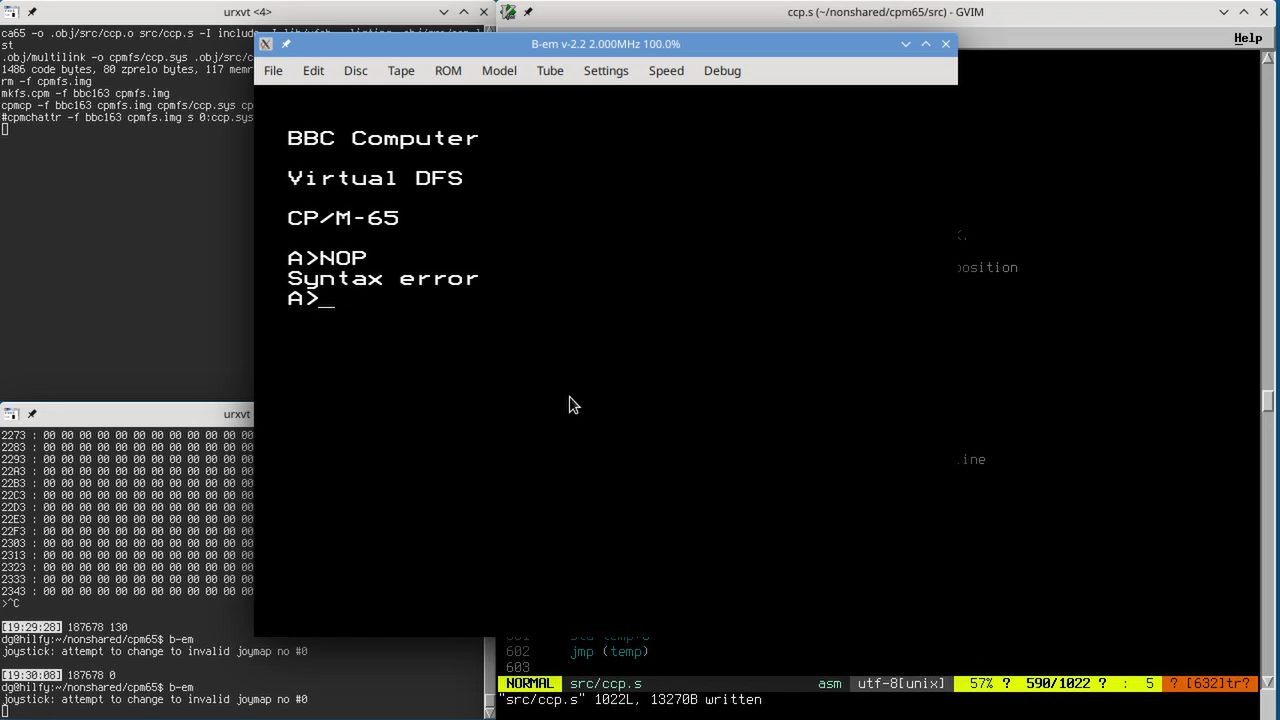 urxvt <4>
ccp.s (~/nonshared/cpm65/src) - GVIM
Help
ca65 -o .obj/src/ccp.o src/ccp.s -I include
st
.obj/multilink -o cpmfs/ccp.sys .obj/src/c
1486 code bytes, 80 zprelo bytes, 117 memr
rm -f cpmfs.img
mkfs.cpm -f bbc163 cpmfs.img
cpmcp -f bbc163 cpmfs.img cpmfs/ccp.sys cp
#cpmchattr -f bbc163 cpmfs.img s 0:ccp.sys
B-em v-2.2 2.000MHz 100.0%
File Edit Disc Tape ROM Model Tube Settings Speed Debug
BBC Computer
Virtual DFS
CP/M-65
A>NOP
Syntax error
A>_
position
line
urxvt
2273 : 00 00 00 00 00 00 00 00 00 00 00 00
2283 : 00 00 00 00 00 00 00 00 00 00 00 00
2293 : 00 00 00 00 00 00 00 00 00 00 00 00
22A3 : 00 00 00 00 00 00 00 00 00 00 00 00
22B3 : 00 00 00 00 00 00 00 00 00 00 00 00
22C3 : 00 00 00 00 00 00 00 00 00 00 00 00
22D3 : 00 00 00 00 00 00 00 00 00 00 00 00
22E3 : 00 00 00 00 00 00 00 00 00 00 00 00
22F3 : 00 00 00 00 00 00 00 00 00 00 00 00
2303 : 00 00 00 00 00 00 00 00 00 00 00 00
2313 : 00 00 00 00 00 00 00 00 00 00 00 00
2323 : 00 00 00 00 00 00 00 00 00 00 00 00
2333 : 00 00 00 00 00 00 00 00 00 00 00 00
2343 : 00 00 00 00 00 00 00 00 00 00 00 00
>^C
[19:29:28] 187678 130
dg@hilfy:~/nonshared/cpm65$ b-em
joystick: attempt to change to invalid joymap no #0
[19:30:08] 187678 0
dg@hilfy:~/nonshared/cpm65$ b-em
joystick: attempt to change to invalid joymap no #0
602 jmp (temp)
603
NORMAL src/ccp.s asm utf-8[unix] 57% ? 590/1022 ? : 5 ? [632]tr?
"src/ccp.s" 1022L, 13270B written